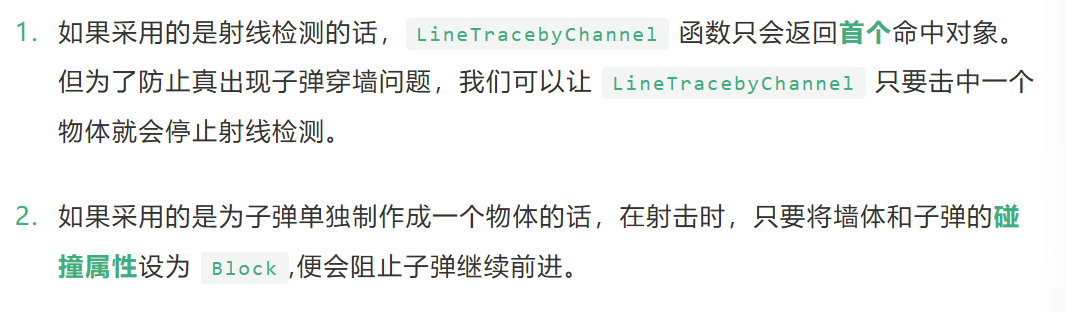 1. 如果采用的是射线检测的话，LineTracebyChannel 函数只会返回首个命中对象。
但为了防止真出现子弹穿墙问题，我们可以让 LineTracebyChannel 只要击中一个
物体就会停止射线检测。
2. 如果采用的是为子弹单独制作成一个物体的话，在射击时，只要将墙体和子弹的碰
撞属性设为 Block ,便会阻止子弹继续前进。